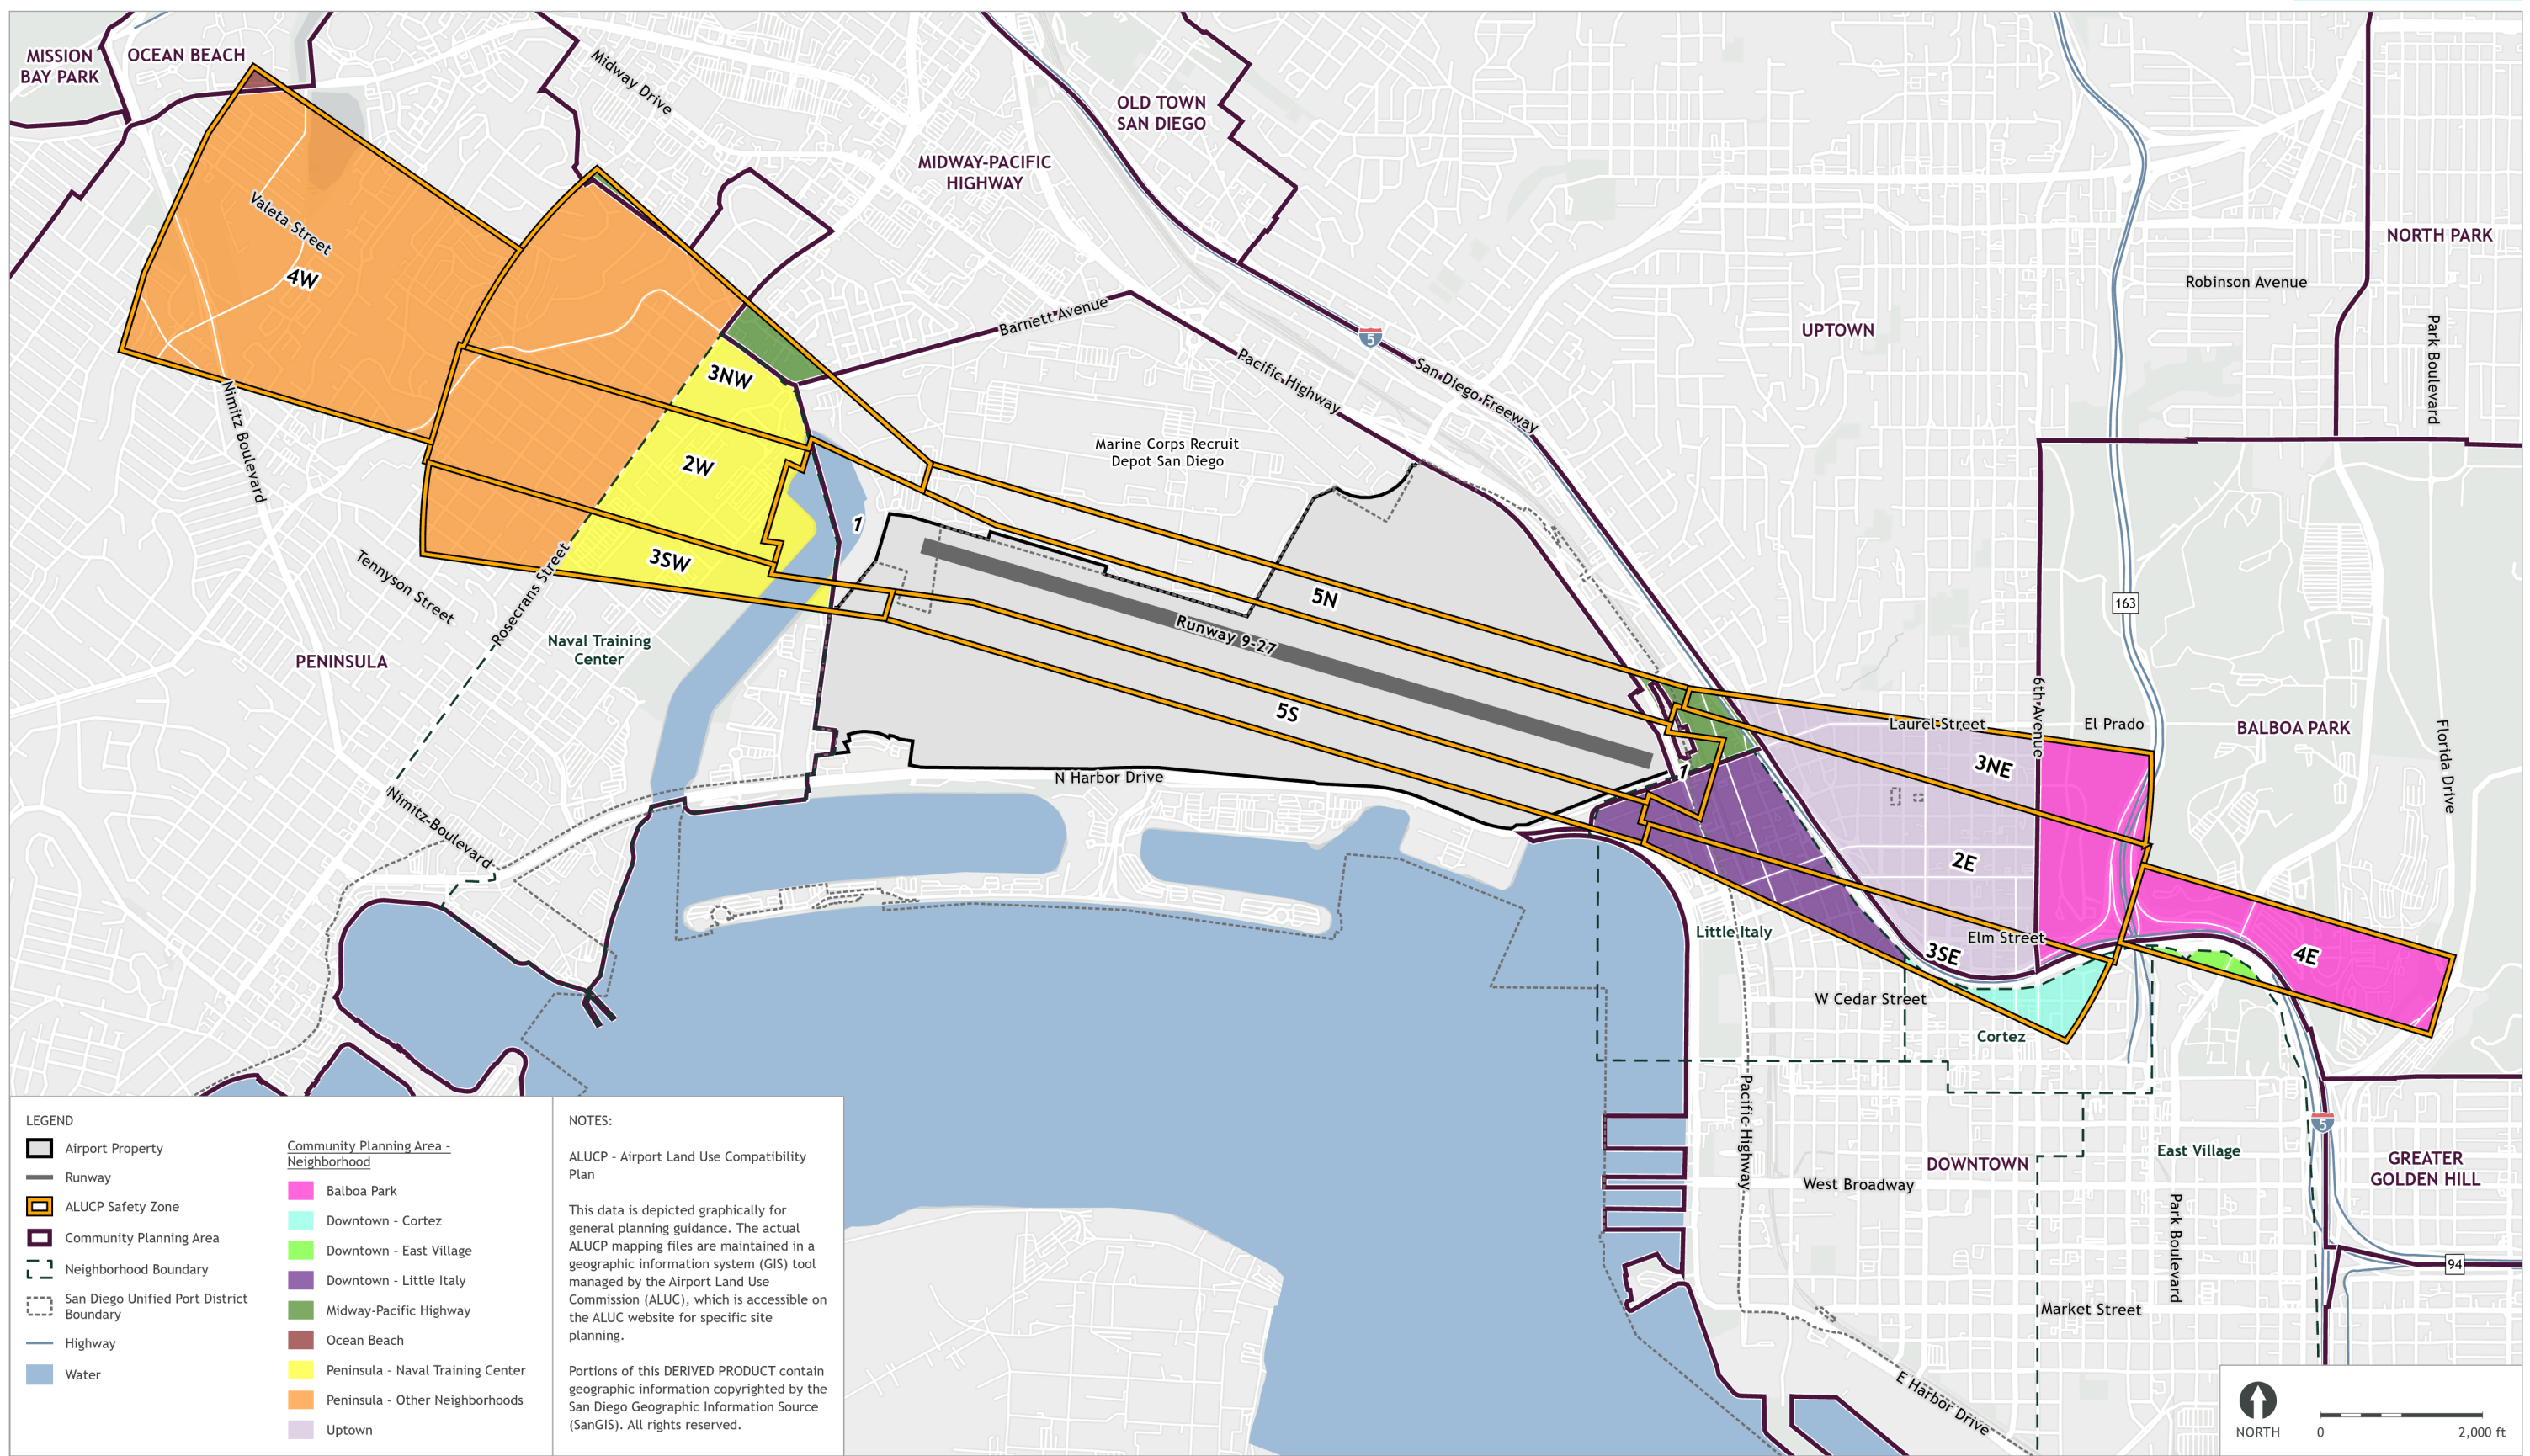 MISSION
BAY PARK
OCEAN BEACH
Midway Drive
OLD TOWN
SAN DIEGO
MIDWAY-PACIFIC
HIGHWAY
NORTH PARK
Valeta Street
4W
Robinson Avenue
UPTOWN
Park Boulevard
Barnett Avenue
5
San Diego Freeway
Pacific Highway
3NW
Nimitz Boulevard
Marine Corps Recruit
Depot San Diego
2W
1
3SW
Tennyson Street
Rosecrans Street
Naval Training
Center
PENINSULA
5N
Runway 9-27
5S
163
6th Avenue
Laurel Street
El Prado
BALBOA PARK
Florida Drive
3NE
1
N Harbor Drive
Nimitz Boulevard
2E
Little Italy
Elm Street
3SE
4E
W Cedar Street
Cortez
Pacific Highway
5
DOWNTOWN
East Village
West Broadway
GREATER
GOLDEN HILL
Park Boulevard
94
Market Street
E Harbor Drive
LEGEND
Airport Property
Runway
ALUCP Safety Zone
Community Planning Area
Neighborhood Boundary
San Diego Unified Port District
Boundary
Highway
Water
Community Planning Area -
Neighborhood
Balboa Park
Downtown - Cortez
Downtown - East Village
Downtown - Little Italy
Midway-Pacific Highway
Ocean Beach
Peninsula - Naval Training Center
Peninsula - Other Neighborhoods
Uptown
NOTES:
ALUCP - Airport Land Use Compatibility
Plan
This data is depicted graphically for
general planning guidance. The actual
ALUCP mapping files are maintained in a
geographic information system (GIS) tool
managed by the Airport Land Use
Commission (ALUC), which is accessible on
the ALUC website for specific site
planning.
Portions of this DERIVED PRODUCT contain
geographic information copyrighted by the
San Diego Geographic Information Source
(SanGIS). All rights reserved.
NORTH
0
2,000 ft